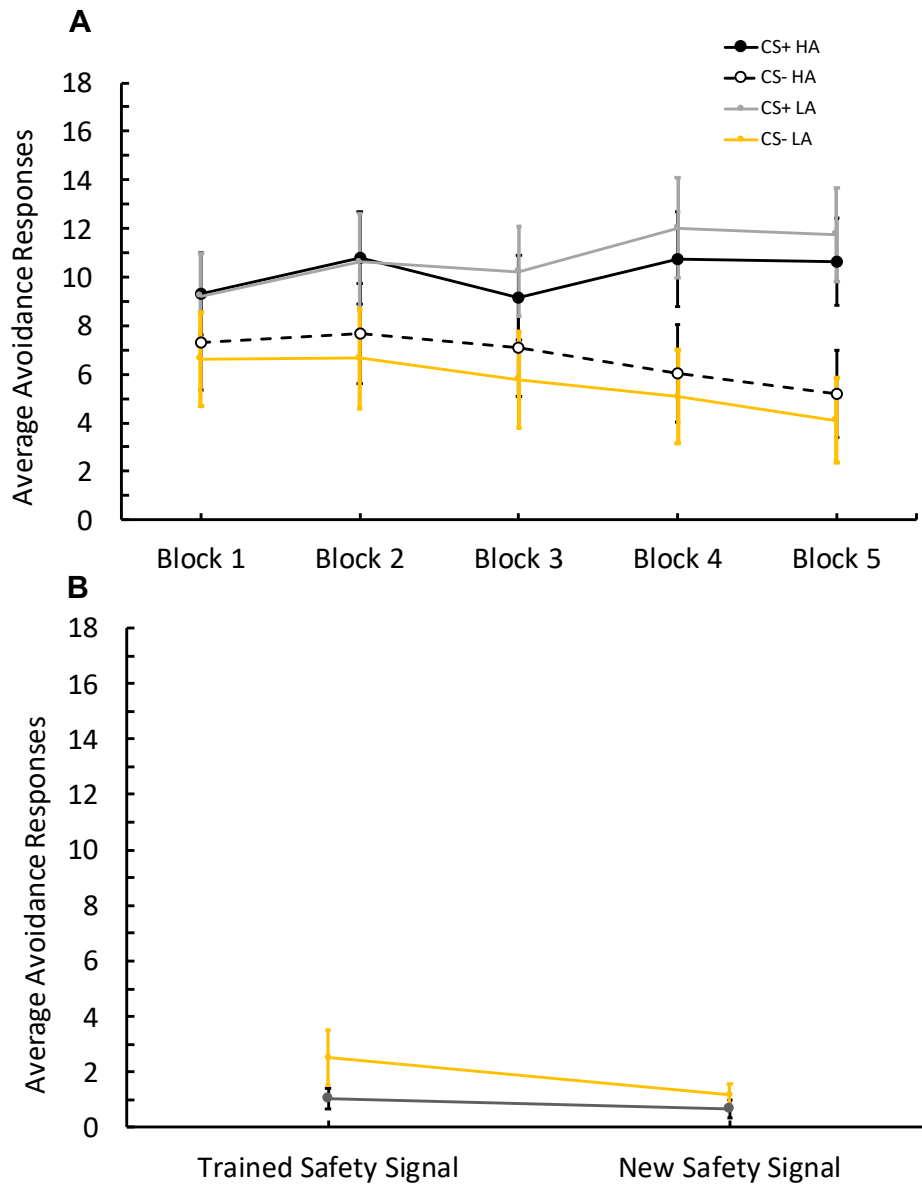 A
CS+ HA
CS- HA
CS+ LA
CS- LA
Average Avoidance Responses
18
16
14
12
10
8
6
4
2
0
Block 1 Block 2 Block 3 Block 4 Block 5
B
Average Avoidance Responses
18
16
14
12
10
8
6
4
2
0
Trained Safety Signal New Safety Signal